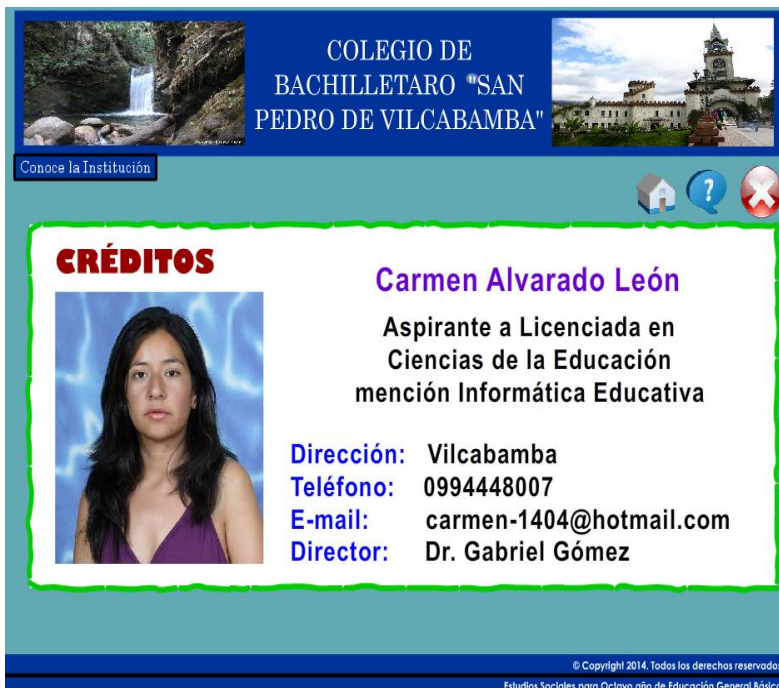 COLEGIO DE
BACHILLETARO "SAN
PEDRO DE VILCABAMBA"
Conoce la Institución
?
CRÉDITOS
Carmen Alvarado León
Aspirante a Licenciada en
Ciencias de la Educación
mención Informática Educativa
Dirección: Vilcabamba
Teléfono: 0994448007
E-mail: carmen-1404@hotmail.com
Director: Dr. Gabriel Gómez
© Copyright 2014. Todos los derechos reservados
Estudios Sociales para Octavo año de Educación General Básica